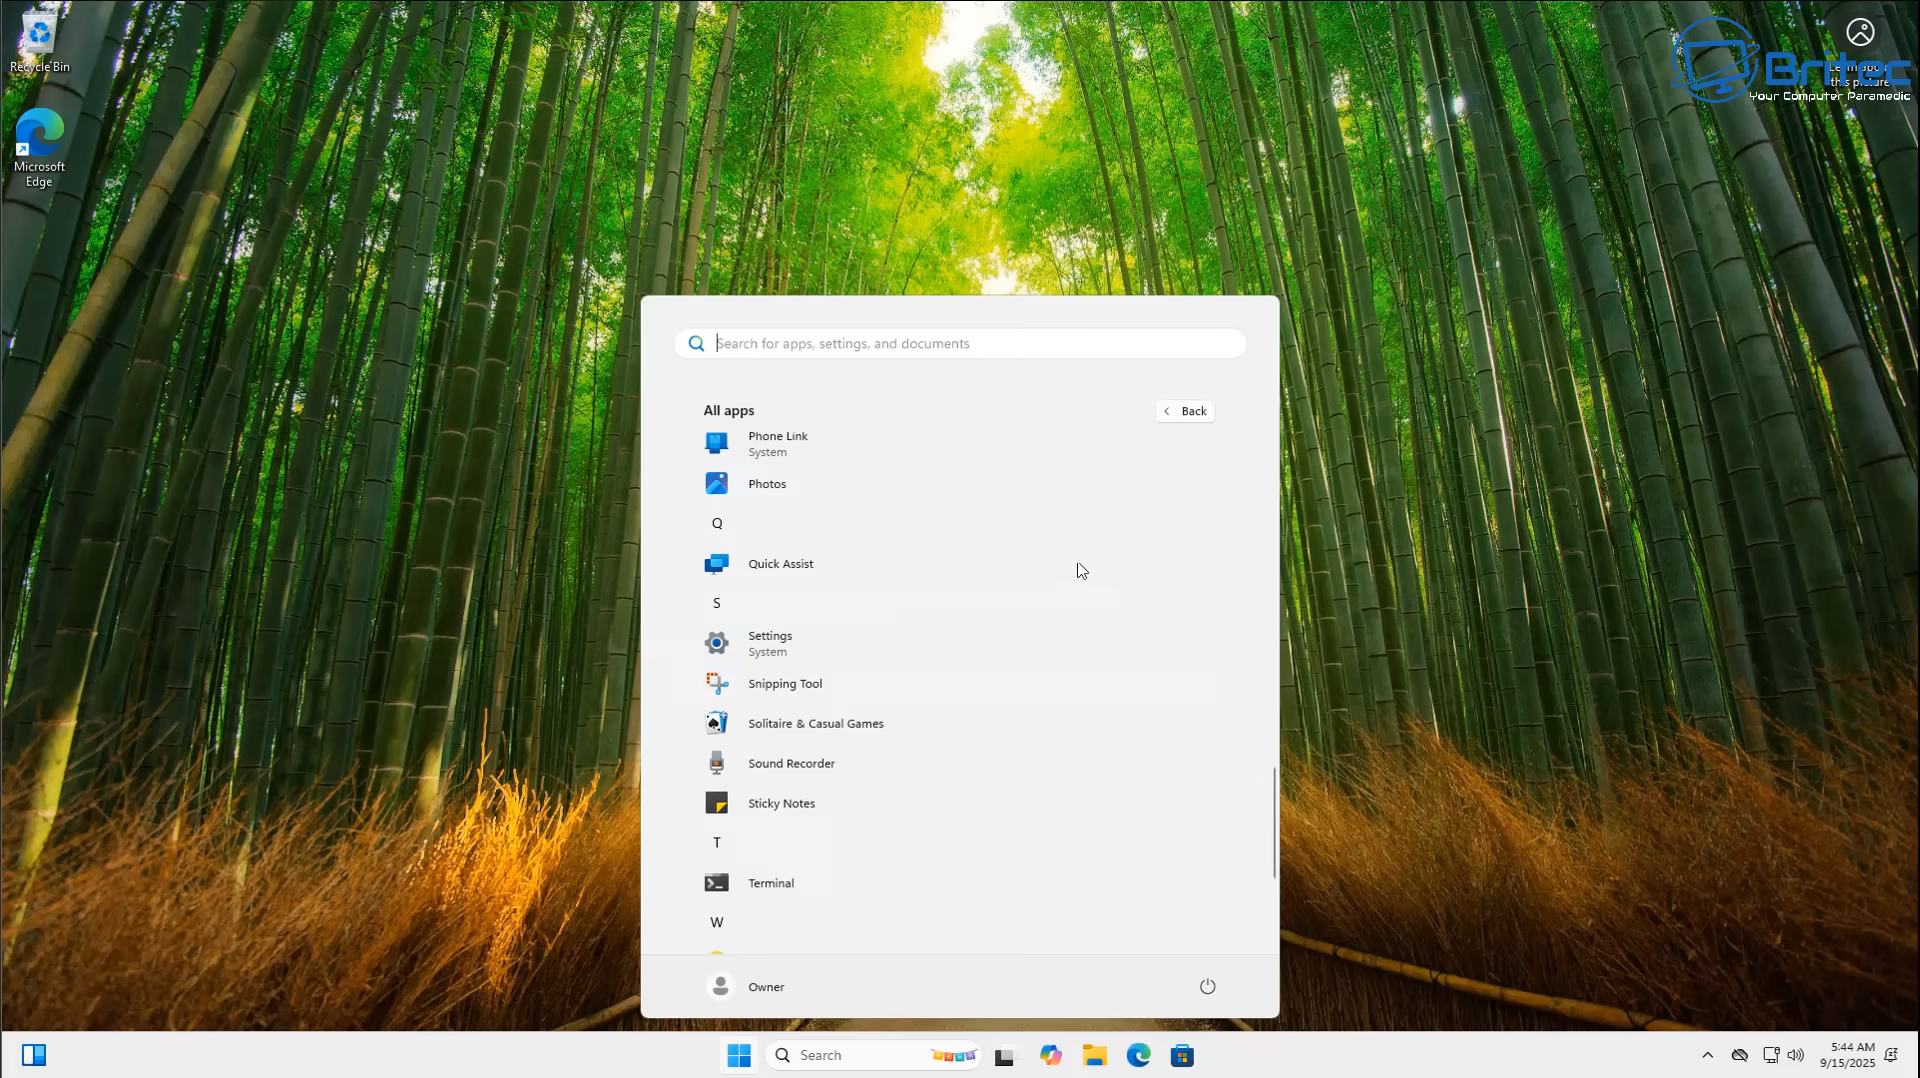 Recycle Bin
Microsoft
Edge
Britec
this picture
Your Computer Paramedic
Search for apps, settings, and documents
All apps
Back
Phone Link
System
Photos
Q
Quick Assist
S
Settings
System
Snipping Tool
Solitaire & Casual Games
Sound Recorder
Sticky Notes
T
Terminal
W
Owner
Search
5:44 AM
9/15/2025